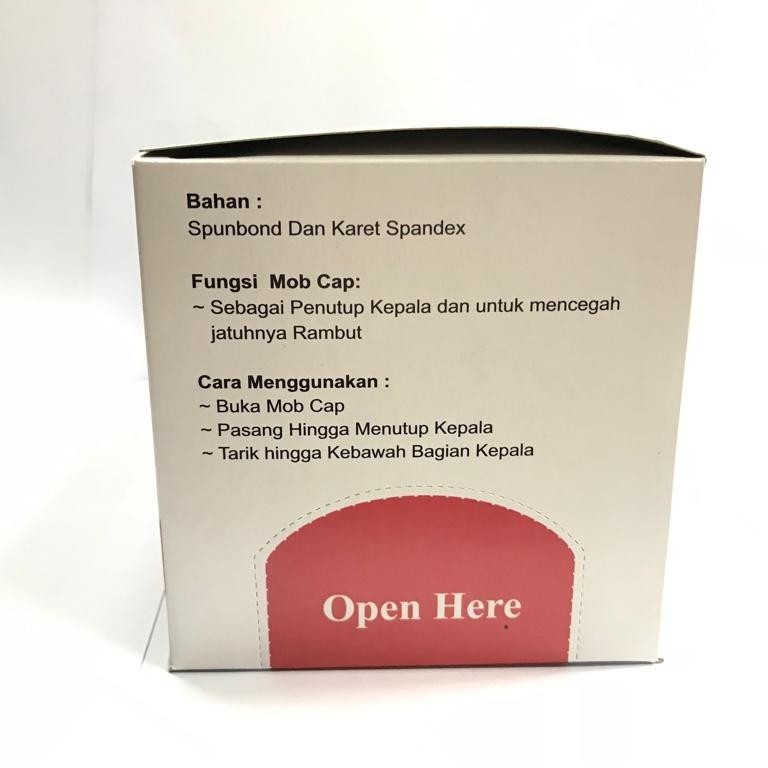 Bahan :
Spunbond Dan Karet Spandex
Fungsi Mob Cap:
~ Sebagai Penutup Kepala dan untuk mencegah
jatuhnya Rambut
Cara Menggunakan :
~ Buka Mob Cap
~ Pasang Hingga Menutup Kepala
~ Tarik hingga Kebawah Bagian Kepala
Open Here